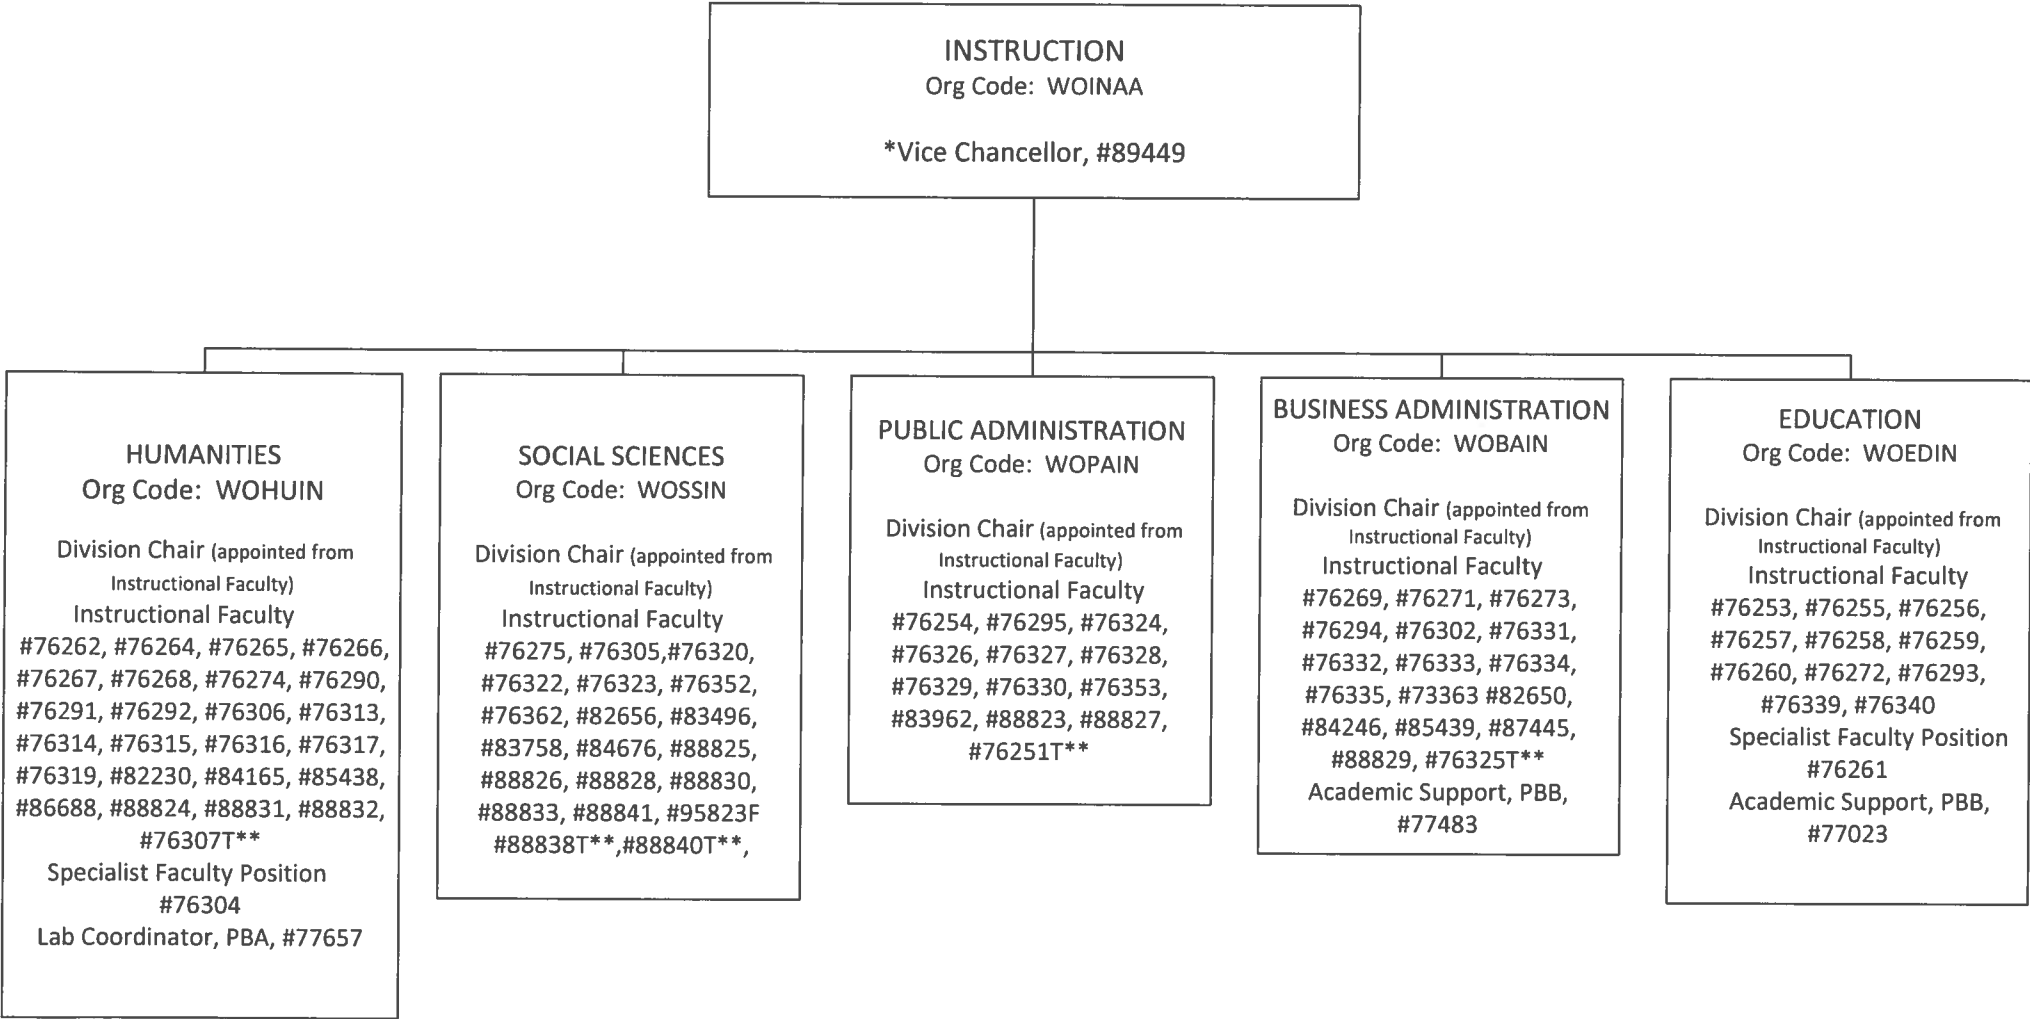 INSTRUCTION
Org Code: WOINAA
*Vice Chancellor, #89449
HUMANITIES
Org Code: WOHUIN
Division Chair (appointed from
Instructional Faculty)
Instructional Faculty
#76262, #76264, #76265, #76266,
#76267, #76268, #76274, #76290,
#76291, #76292, #76306, #76313,
#76314, #76315, #76316, #76317,
#76319, #82230, #84165, #85438,
#86688, #88824, #88831, #88832,
#76307T**
Specialist Faculty Position
#76304
Lab Coordinator, PBA, #77657
SOCIAL SCIENCES
Org Code: WOSSIN
Division Chair (appointed from
Instructional Faculty)
Instructional Faculty
#76275, #76305,#76320,
#76322, #76323, #76352,
#76362, #82656, #83496,
#83758, #84676, #88825,
#88826, #88828, #88830,
#88833, #88841, #95823F
#88838T**,#88840T**,
PUBLIC ADMINISTRATION
Org Code: WOPAIN
Division Chair (appointed from
Instructional Faculty)
Instructional Faculty
#76254, #76295, #76324,
#76326, #76327, #76328,
#76329, #76330, #76353,
#83962, #88823, #88827,
#76251T**
BUSINESS ADMINISTRATION
Org Code: WOBAIN
Division Chair (appointed from
Instructional Faculty)
Instructional Faculty
#76269, #76271, #76273,
#76294, #76302, #76331,
#76332, #76333, #76334,
#76335, #73363 #82650,
#84246, #85439, #87445,
#88829, #76325T**
Academic Support, PBB,
#77483
EDUCATION
Org Code: WOEDIN
Division Chair (appointed from
Instructional Faculty)
Instructional Faculty
#76253, #76255, #76256,
#76257, #76258, #76259,
#76260, #76272, #76293,
#76339, #76340
Specialist Faculty Position
#76261
Academic Support, PBB,
#77023